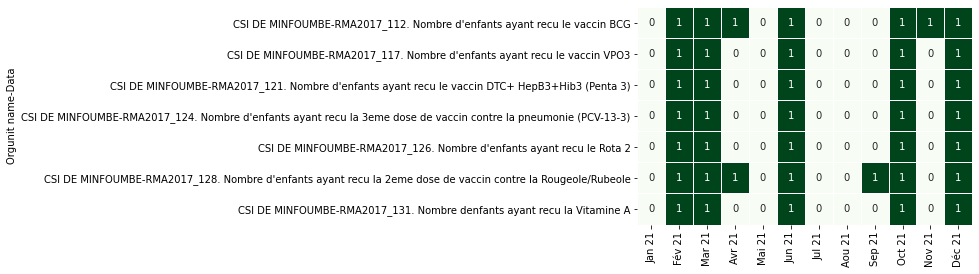 Orgunit name-Data
CSI DE MINFOUMBE-RMA2017_112. Nombre d'enfants ayant recu le vaccin BCG 0 1 1 1 0 1 0 0 0 1 1 1
CSI DE MINFOUMBE-RMA2017_117. Nombre d'enfants ayant recu le vaccin VPO3 0 1 1 0 0 1 0 0 0 1 0 1
CSI DE MINFOUMBE-RMA2017_121. Nombre d'enfants ayant recu le vaccin DTC+ HepB3+Hib3 (Penta 3) 0 1 1 0 0 1 0 0 0 1 0 1
CSI DE MINFOUMBE-RMA2017_124. Nombre d'enfants ayant recu la 3eme dose de vaccin contre la pneumonie (PCV-13-3) 0 1 1 0 0 1 0 0 0 1 0 1
CSI DE MINFOUMBE-RMA2017_126. Nombre d'enfants ayant recu le Rota 2 0 1 1 0 0 1 0 0 0 1 0 1
CSI DE MINFOUMBE-RMA2017_128. Nombre d'enfants ayant recu la 2eme dose de vaccin contre la Rougeole/Rubeole 0 1 1 1 0 1 0 0 1 1 0 1
CSI DE MINFOUMBE-RMA2017_131. Nombre denfants ayant recu la Vitamine A 0 1 1 0 0 1 0 0 0 1 0 1
Jan 21 Fév 21 Mar 21 Avr 21 Mai 21 Jun 21 Jul 21 Aou 21 Sep 21 Oct 21 Nov 21 Déc 21